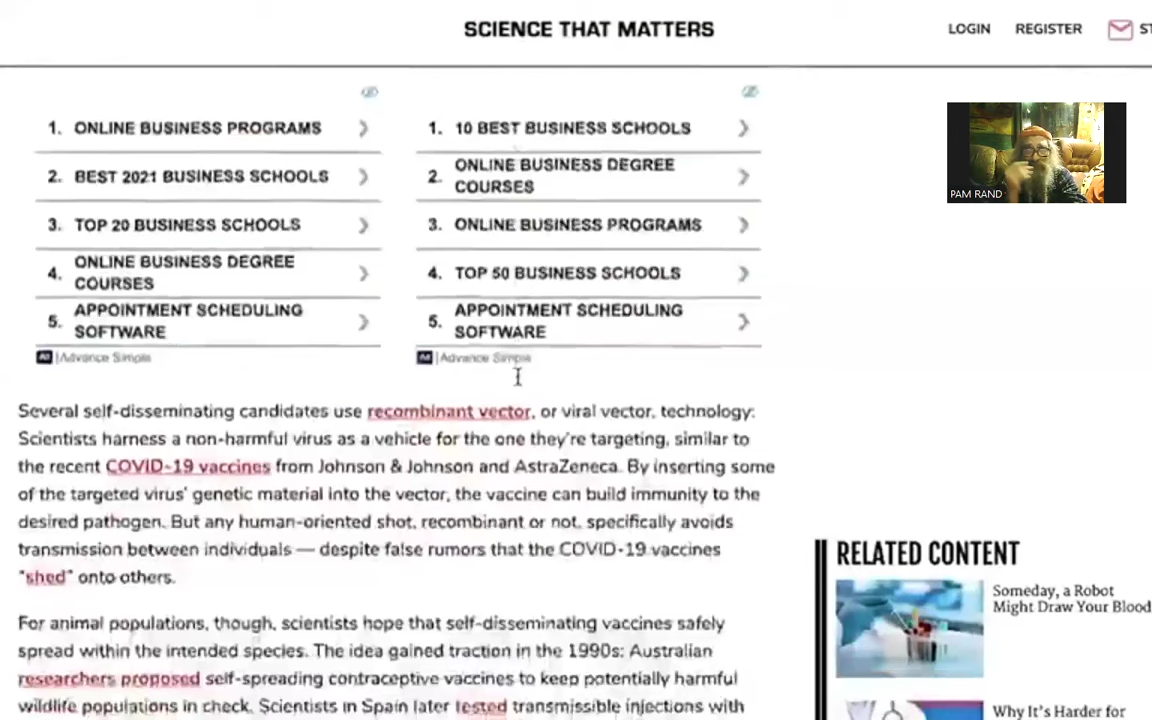 SCIENCE THAT MATTERS
LOGIN REGISTER ST
1. ONLINE BUSINESS PROGRAMS
2. BEST 2021 BUSINESS SCHOOLS
3. TOP 20 BUSINESS SCHOOLS
4. ONLINE BUSINESS DEGREE
COURSES
5. APPOINTMENT SCHEDULING
SOFTWARE
Ad | Advance Simple
1. 10 BEST BUSINESS SCHOOLS
2. ONLINE BUSINESS DEGREE
COURSES
3. ONLINE BUSINESS PROGRAMS
4. TOP 50 BUSINESS SCHOOLS
5. APPOINTMENT SCHEDULING
SOFTWARE
Ad | Advance Simple
PAM RAND
Several self-disseminating candidates use recombinant vector, or viral vector, technology:
Scientists harness a non-harmful virus as a vehicle for the one they're targeting, similar to
the recent COVID-19 vaccines from Johnson & Johnson and AstraZeneca. By inserting some
of the targeted virus' genetic material into the vector, the vaccine can build immunity to the
desired pathogen. But any human-oriented shot, recombinant or not, specifically avoids
transmission between individuals — despite false rumors that the COVID-19 vaccines
"shed" onto others.
For animal populations, though, scientists hope that self-disseminating vaccines safely
spread within the intended species. The idea gained traction in the 1990s: Australian
researchers proposed self-spreading contraceptive vaccines to keep potentially harmful
wildlife populations in check. Scientists in Spain later tested transmissible injections with
RELATED CONTENT
Someday, a Robot
Might Draw Your Blood
Why It's Harder for